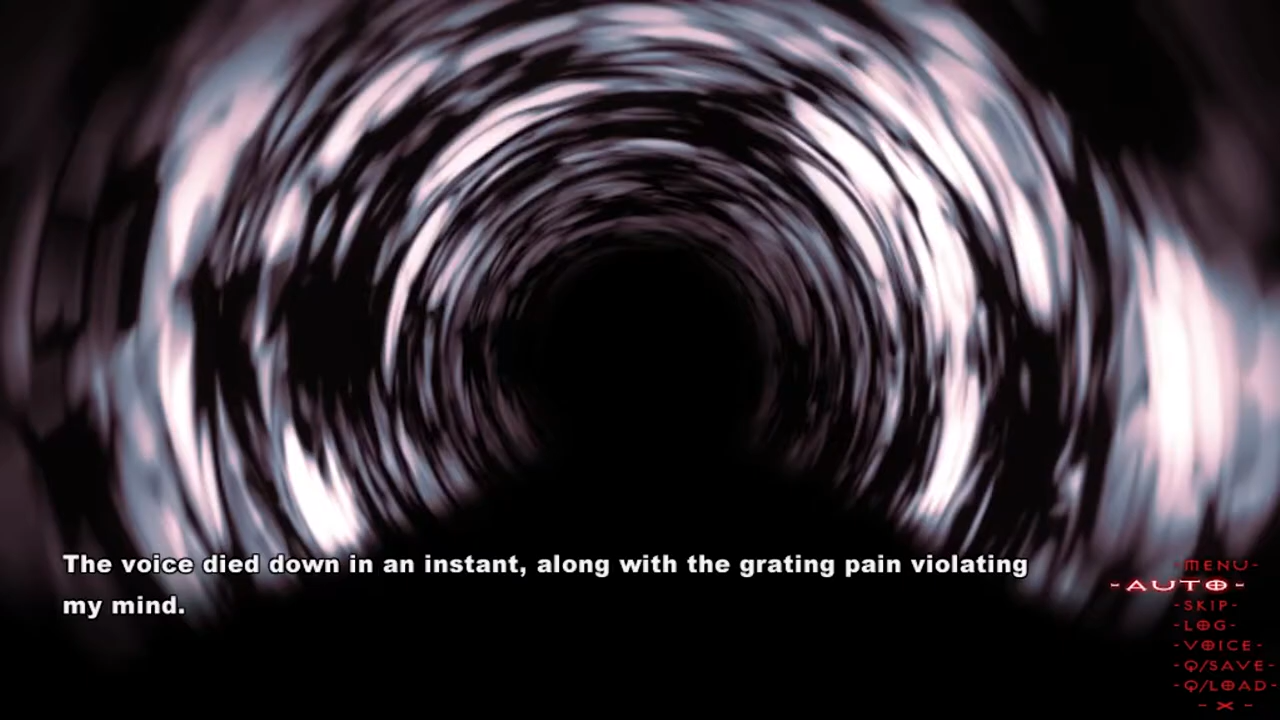 The voice died down in an instant, along with the grating pain violating
my mind.
-MENU-
-AUTO-
-SKIP-
-LOG-
-VOICE-
-Q/SAVE-
-Q/LOAD-
-X-